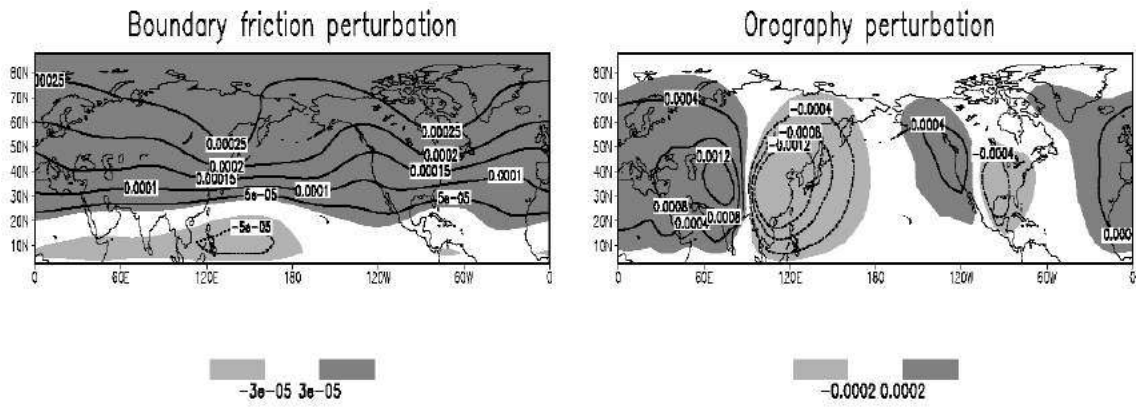 Boundary friction perturbation
Orography perturbation
80N
70N
60N
50N
40N
30N
20N
10N
0.00025
0.00025
0.00025
0.0002
0.0002
0.00015
0.00015
0.0001
0.0001
0.0001
5e-05
5e-05
-5e-05
0
60E
120E
180
120W
60W
0
80N
70N
60N
50N
40N
30N
20N
10N
0.0004
-0.0004
-0.0008
-0.0012
0.0004
0.0012
-0.0004
0.0008
0.0008
0.0004
0.0004
0
60E
120E
180
120W
60W
0
-3e-05 3e-05
-0.0002 0.0002